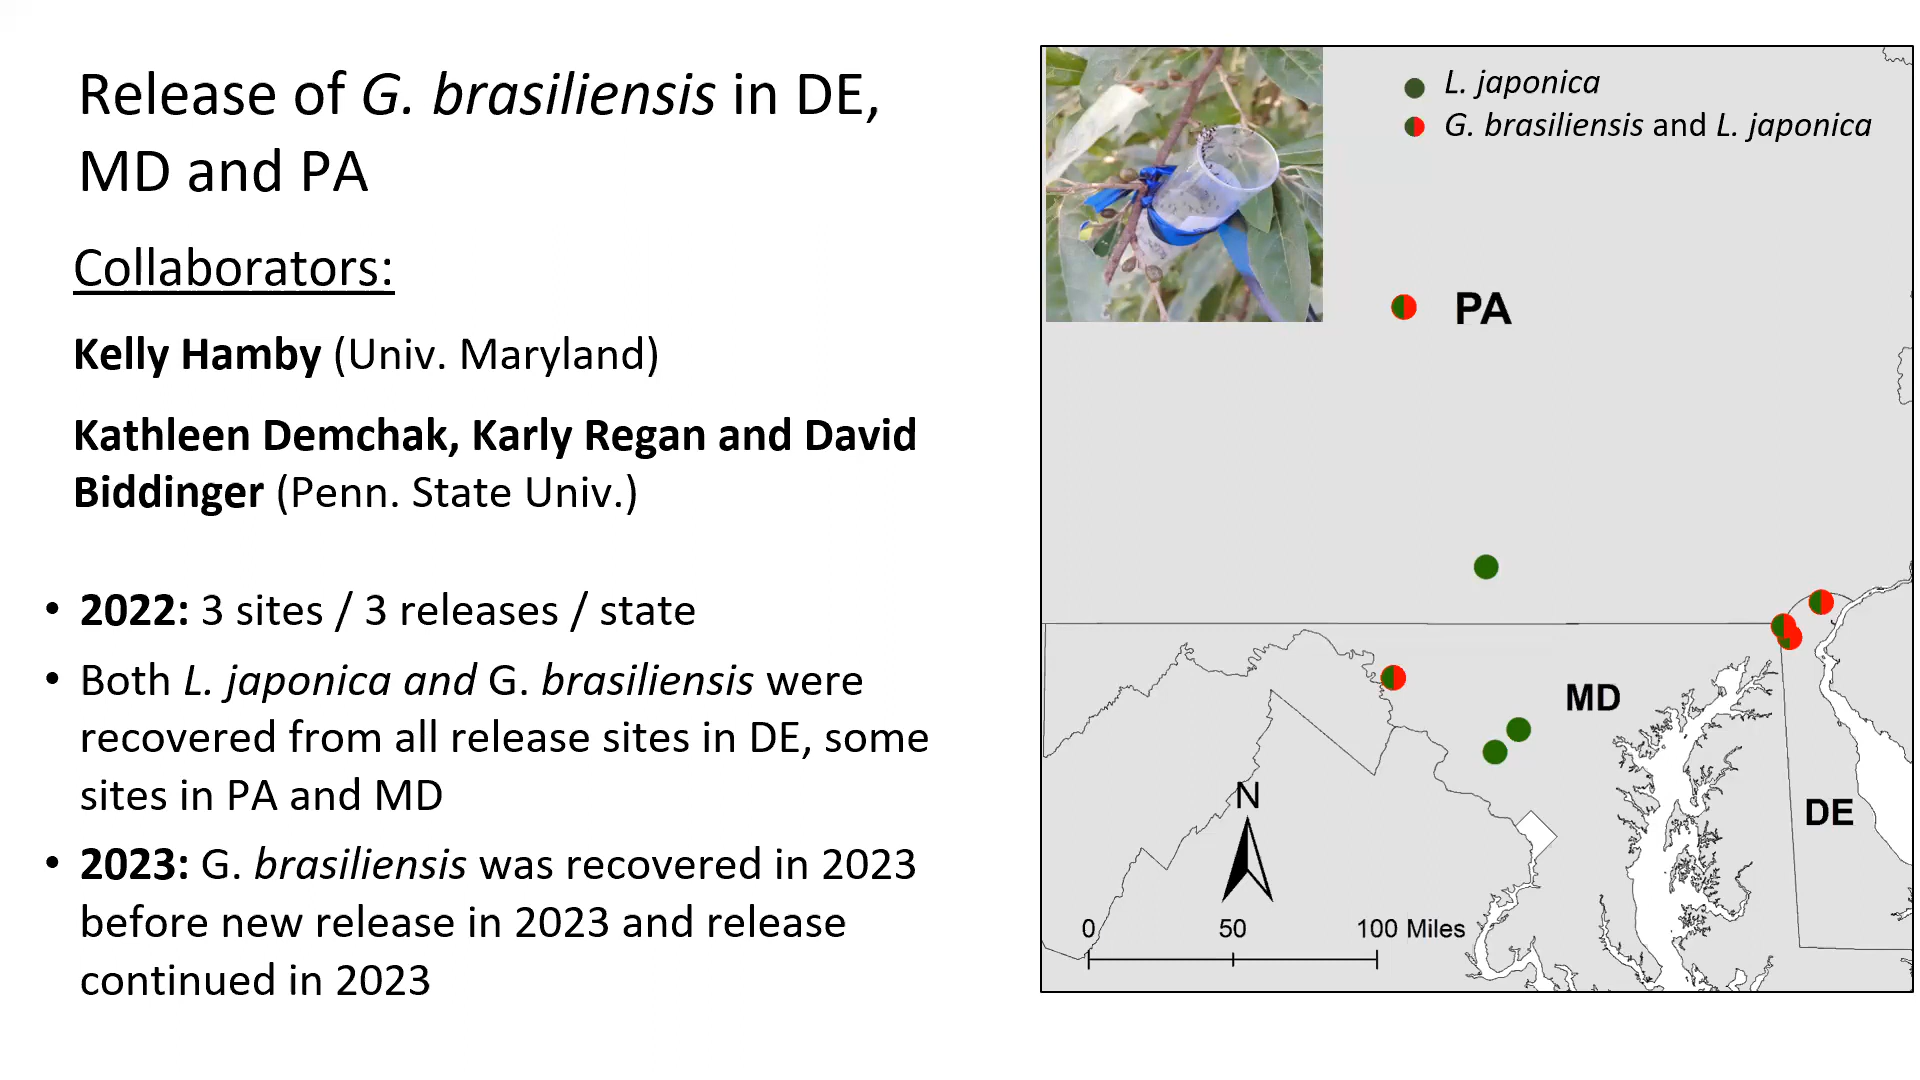 Release of G. brasiliensis in DE,
MD and PA
Collaborators:
Kelly Hamby (Univ. Maryland)
Kathleen Demchak, Karly Regan and David
Biddinger (Penn. State Univ.)
• 2022: 3 sites / 3 releases / state
• Both L. japonica and G. brasiliensis were
recovered from all release sites in DE, some
sites in PA and MD
• 2023: G. brasiliensis was recovered in 2023
before new release in 2023 and release
continued in 2023
L. japonica
G. brasiliensis and L. japonica
PA
MD
DE
N
0 50 100 Miles